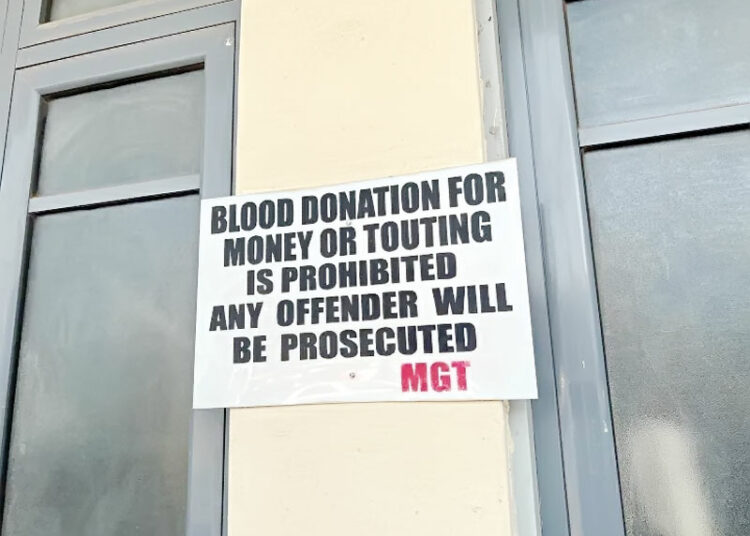 BLOOD DONATION FOR
MONEY OR TOUTING
IS PROHIBITED
ANY OFFENDER WILL
BE PROSECUTED
MGT